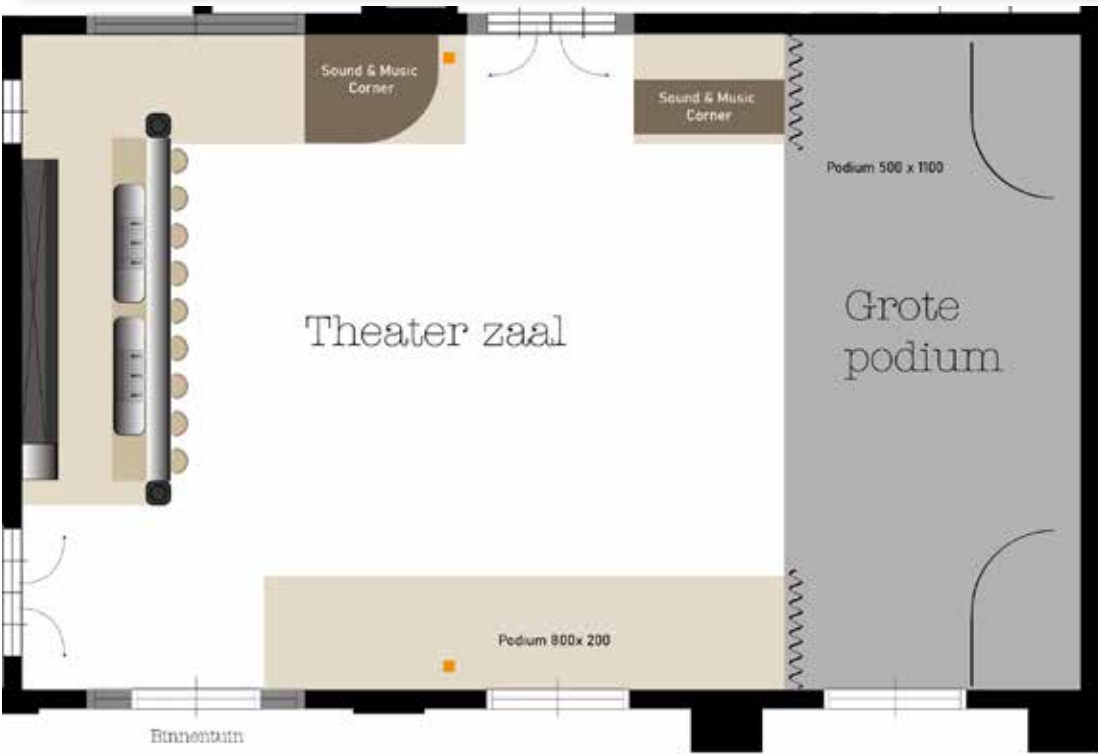 Sound & Music
Corner
Sound & Music
Corner
Podium 500 x 1100
Theater zaal
Grote
podium
Podium 800x 200
Binnentuin